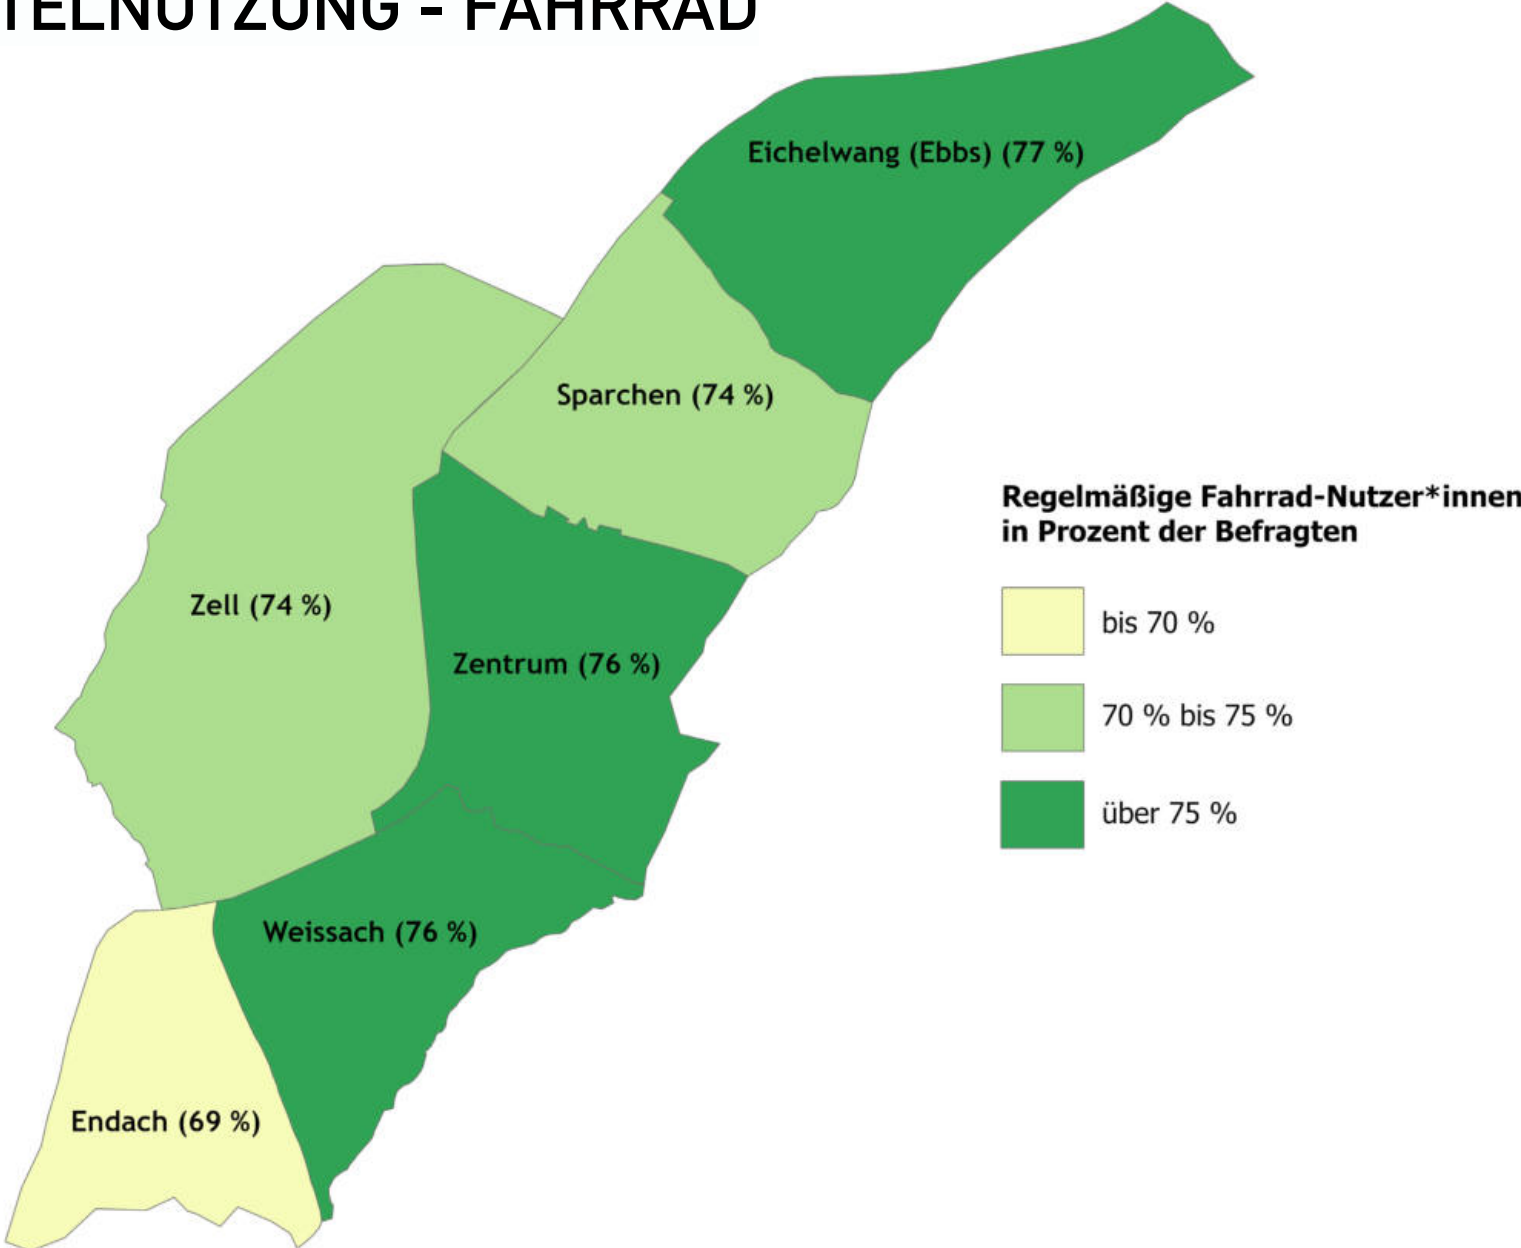 TELNUTZUNG - FAHRRAD
Eichelwang (Ebbs) (77 %)
Sparchen (74 %)
Regelmäßige Fahrrad-Nutzer*innen
in Prozent der Befragten
bis 70 %
70 % bis 75 %
über 75 %
Zell (74 %)
Zentrum (76 %)
Weissach (76 %)
Endach (69 %)